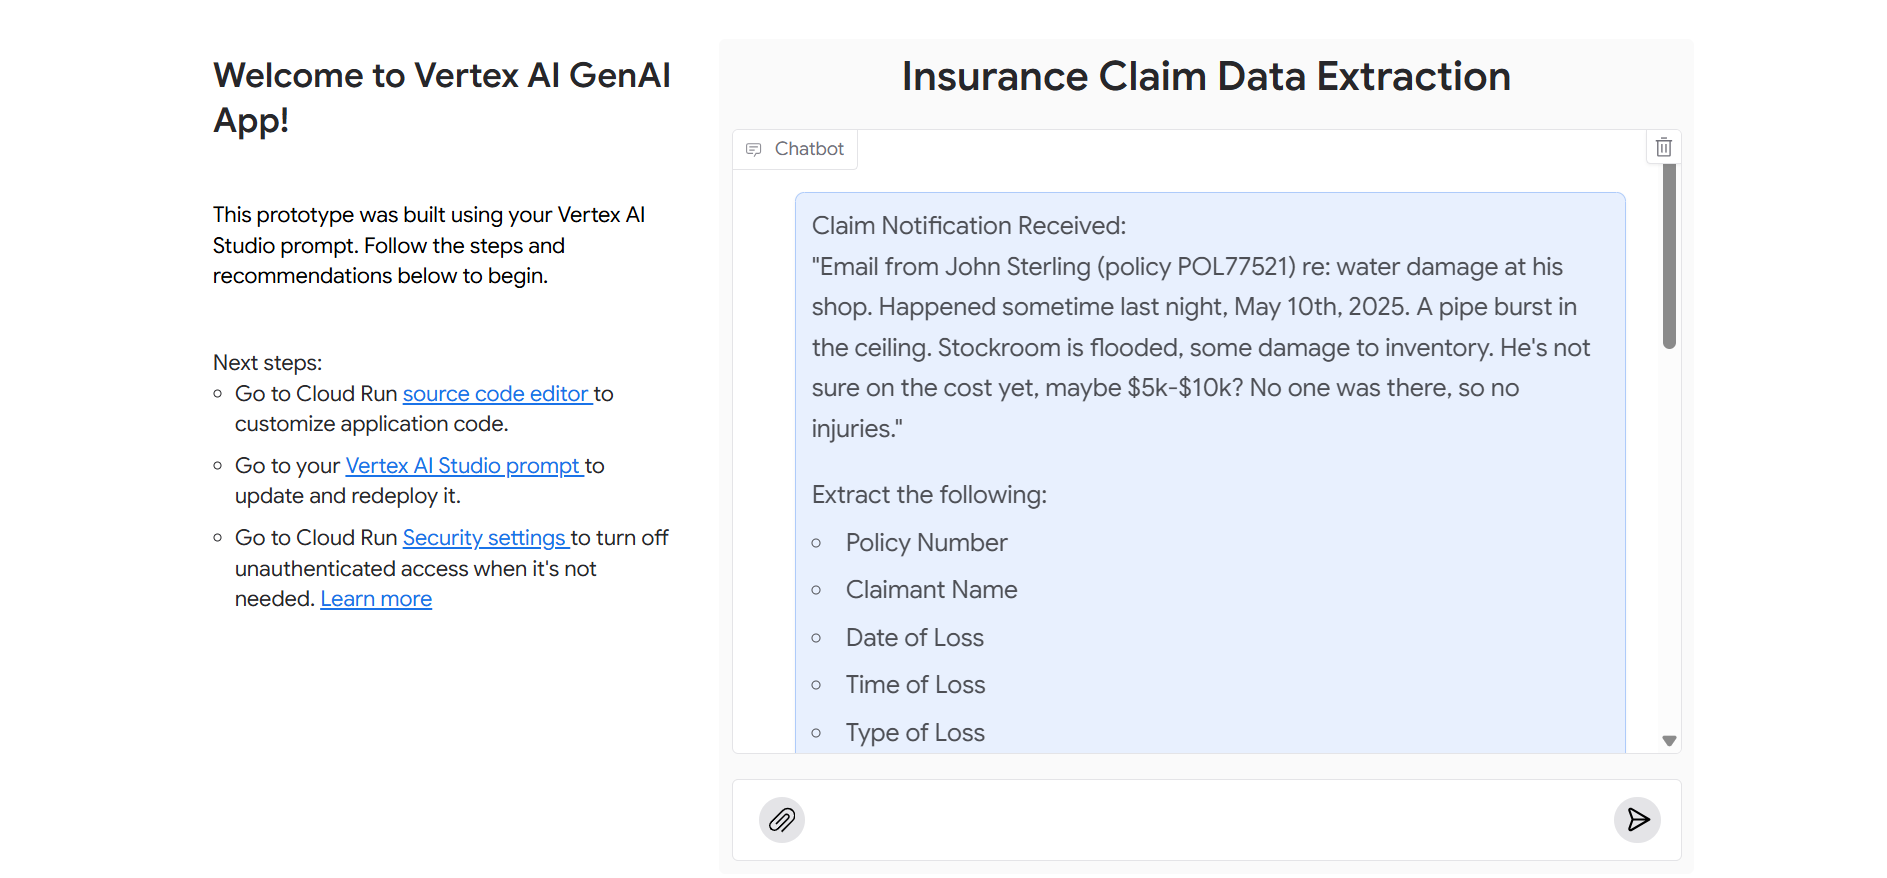 Welcome to Vertex AI GenAI
App!
This prototype was built using your Vertex AI
Studio prompt. Follow the steps and
recommendations below to begin.
Next steps:
Go to Cloud Run source code editor to
customize application code.
Go to your Vertex AI Studio prompt to
update and redeploy it.
Go to Cloud Run Security settings to turn off
unauthenticated access when it's not
needed. Learn more
Insurance Claim Data Extraction
Chatbot
Claim Notification Received:
"Email from John Sterling (policy POL77521) re: water damage at his
shop. Happened sometime last night, May 10th, 2025. A pipe burst in
the ceiling. Stockroom is flooded, some damage to inventory. He's not
sure on the cost yet, maybe $5k-$10k? No one was there, so no
injuries."
Extract the following:
Policy Number
Claimant Name
Date of Loss
Time of Loss
Type of Loss